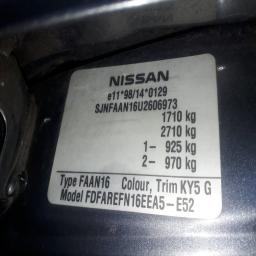 NISSAN
e11*98/14*0129
SJNFAAN16U2606973
1710 kg
2710 kg
1- 925 kg
2- 970 kg
Type FAAN16 Colour, Trim KY5 G
Model FDFAREFN16EEA5-E52